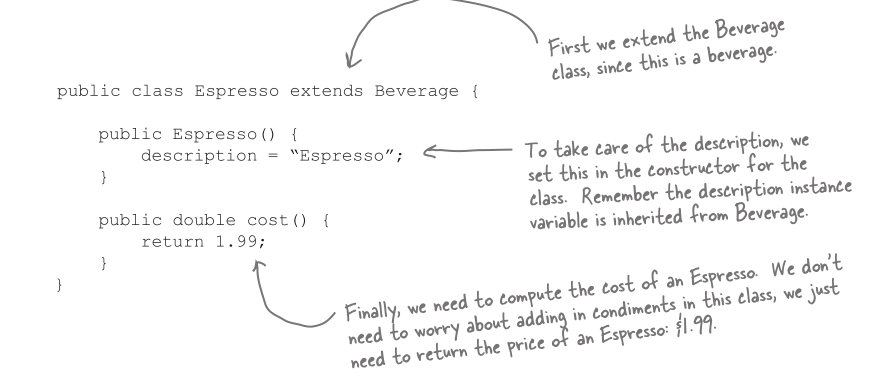 First we extend the Beverage
class, since this is a beverage.
public class Espresso extends Beverage {
public Espresso() {
description = “Espresso”;
}
To take care of the description, we
set this in the constructor for the
class. Remember the description instance
variable is inherited from Beverage.
public double cost() {
return 1.99;
}
}
Finally, we need to compute the cost of an Espresso. We don't
need to worry about adding in condiments in this class, we just
need to return the price of an Espresso: $1.99.